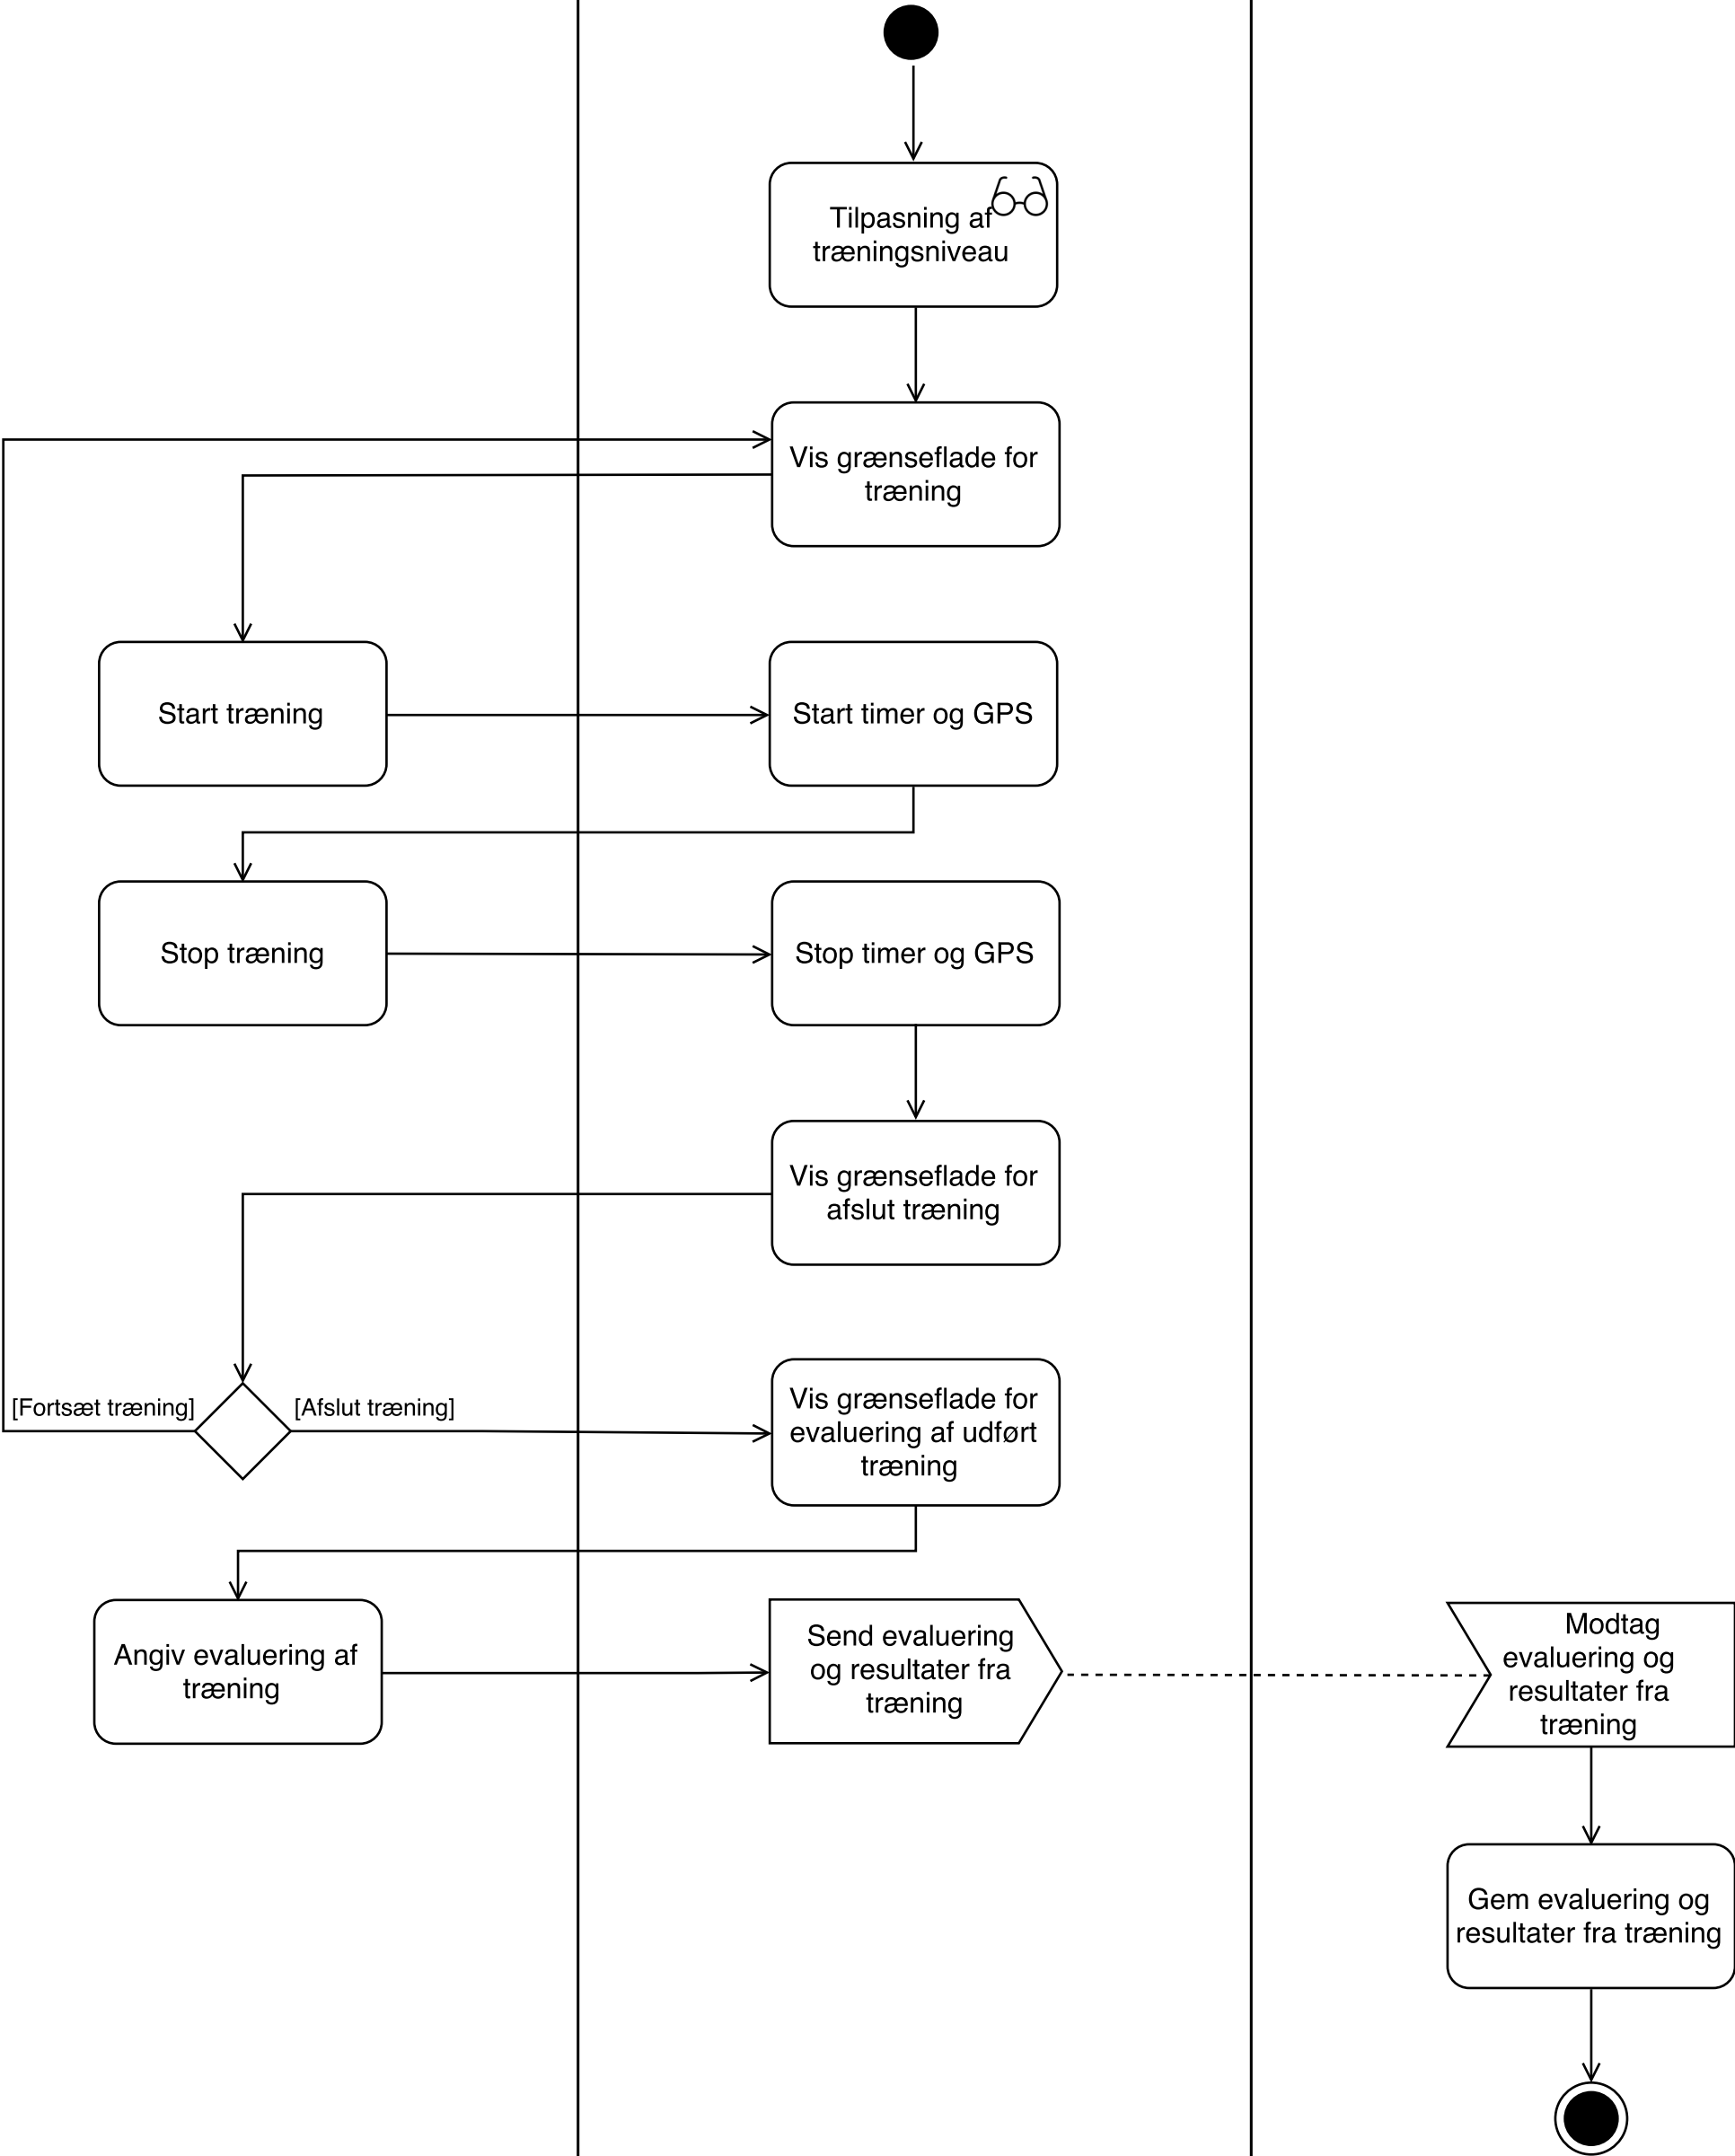 Tilpasning af
træningsniveau
Vis grænseflade for
træning
Start træning
Start timer og GPS
Stop træning
Stop timer og GPS
Vis grænseflade for
afslut træning
[Fortsæt træning]
[Afslut træning]
Vis grænseflade for
evaluering af udført
træning
Angiv evaluering af
træning
Send evaluering
og resultater fra
træning
Modtag
evaluering og
resultater fra
træning
Gem evaluering og
resultater fra træning